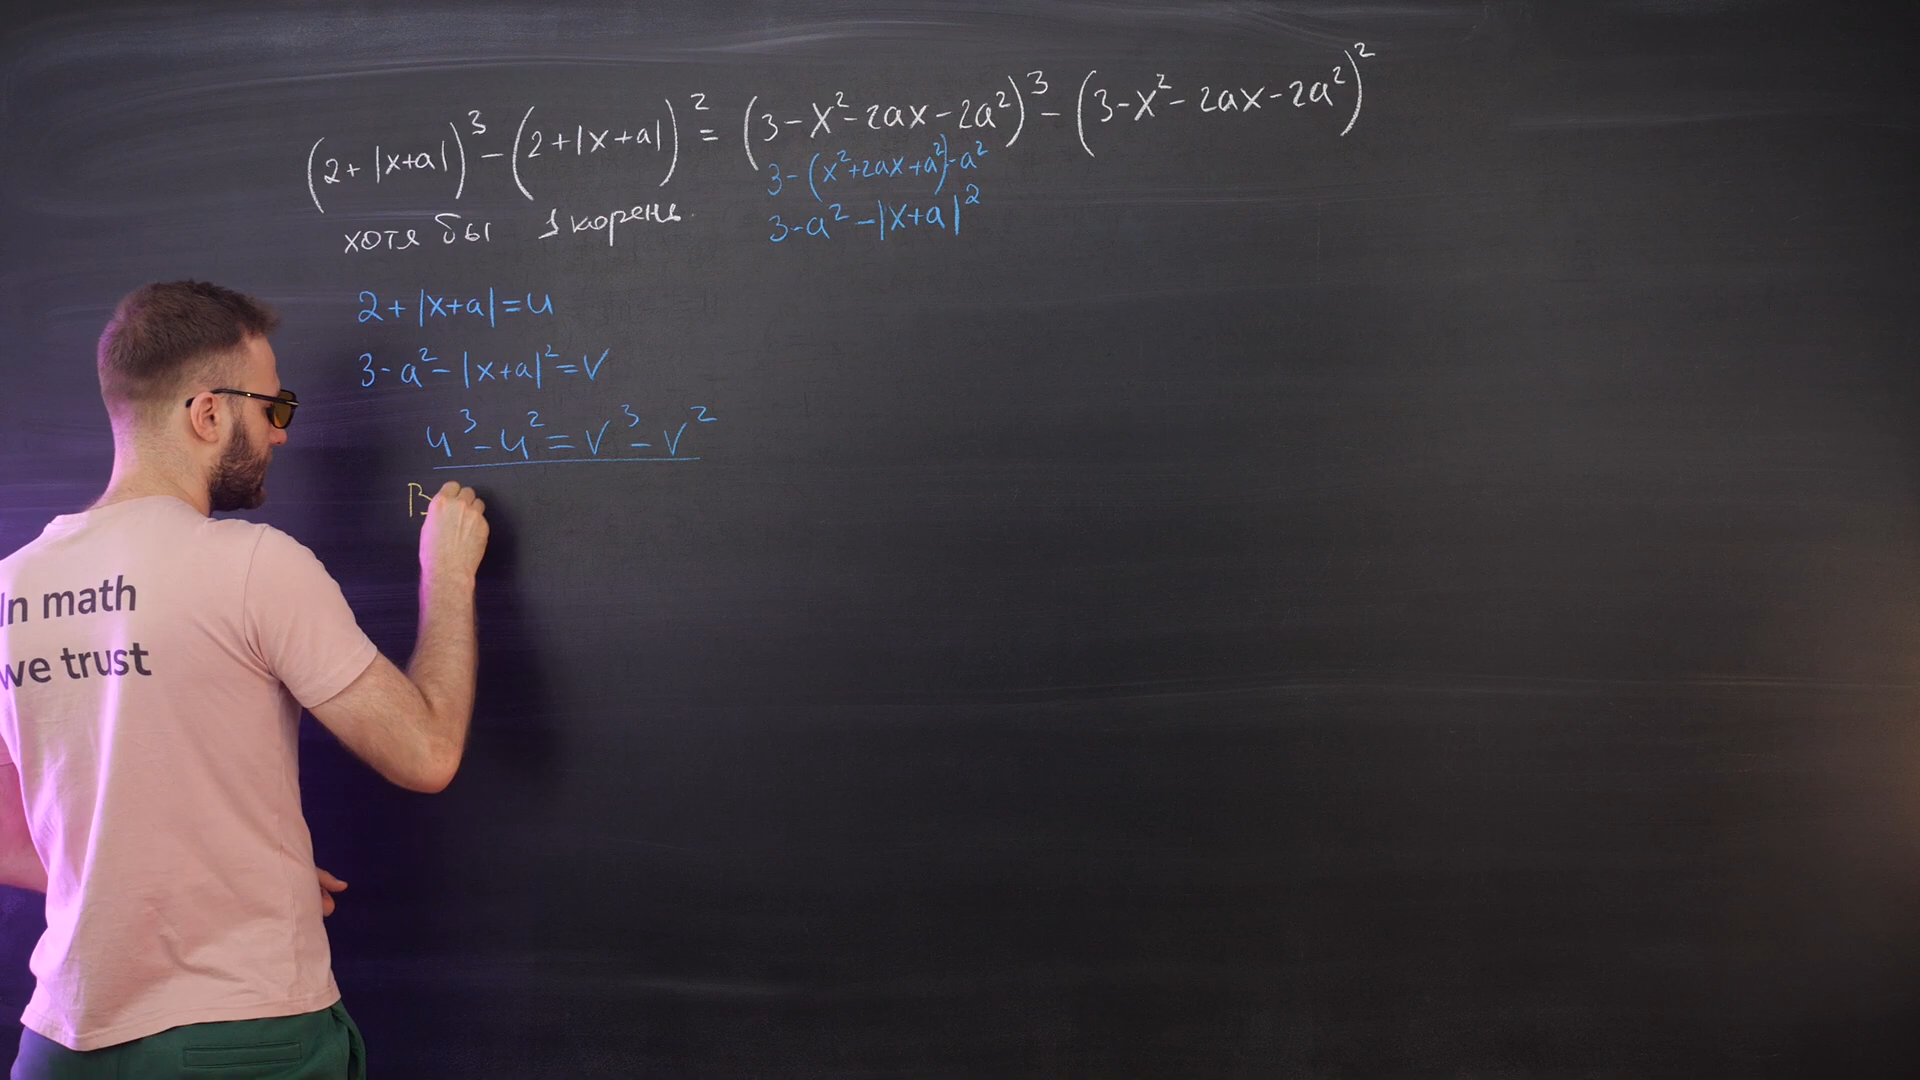 (2+|x+a|)³-(2+|x+a|)²=(3-x²-2ax-2a²)³-(3-x²-2ax-2a²)²
3-(x²+2ax+a²)-a²
хотя бы 1 корень.
3-a²-|x+a|²
2+|x+a|=u
3-a²-|x+a|²=v
u³-u²=v³-v²
В
In math
we trust